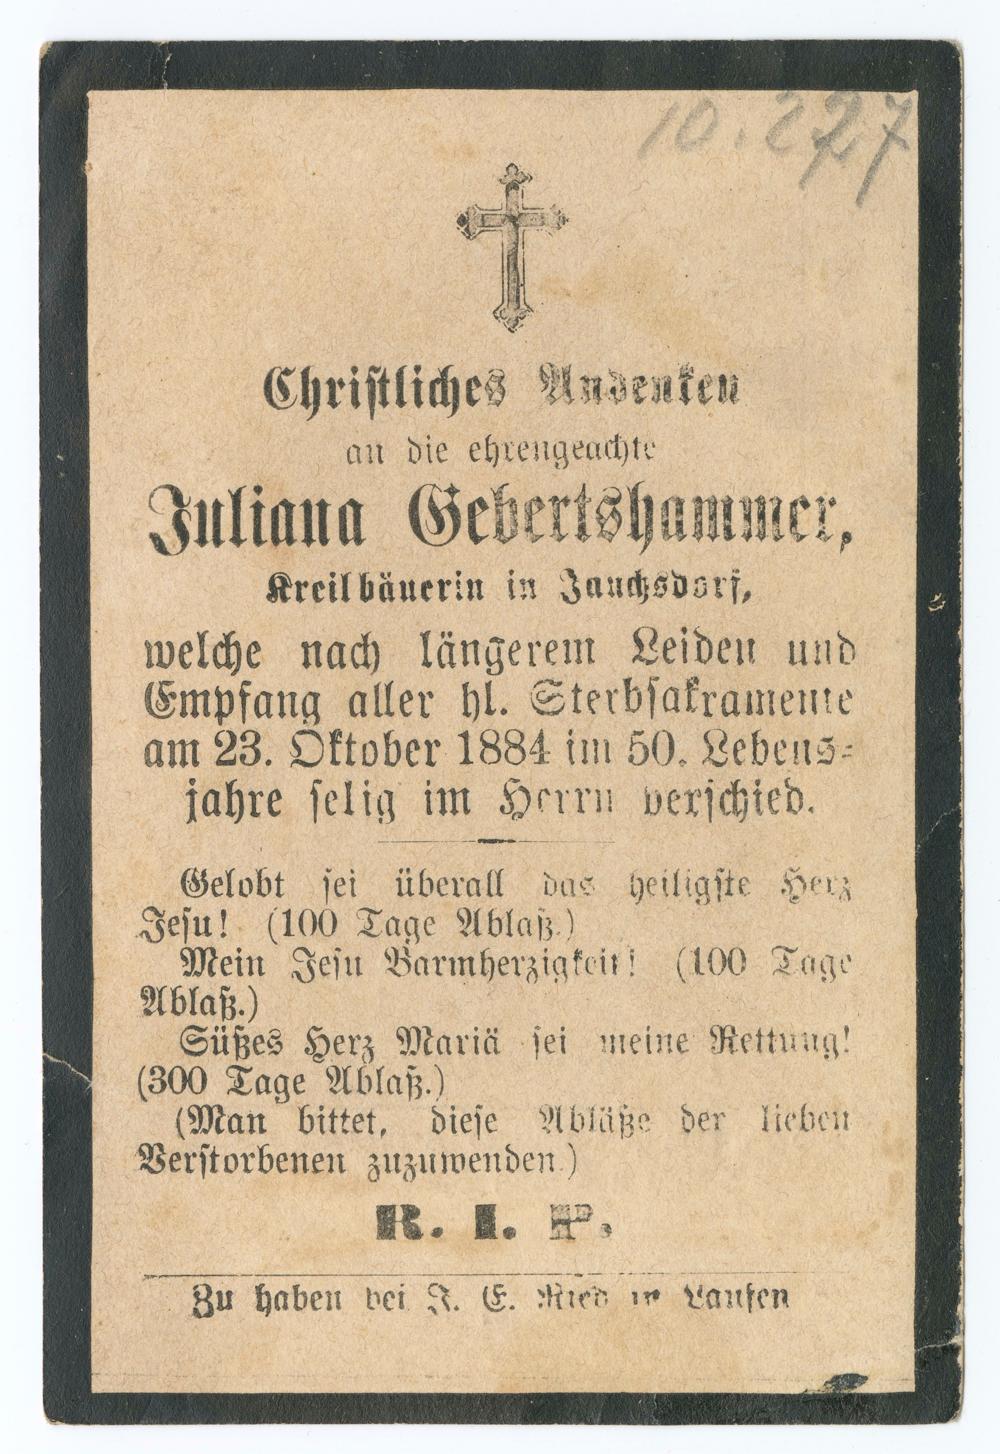 10.227
Christliches Andenken
an die ehrengeachte
Juliana Gebertshammer,
Kreilbäuerin in Jauchsdorf,
welche nach längerem Leiden und
Empfang aller hl. Sterbsakramente
am 23. Oktober 1884 im 50. Lebens-
jahre selig im Herrn verschied.
Gelobt sei überall das heiligste Herz
Jesu! (100 Tage Ablaß.)
Mein Jesu Barmherzigkeit! (100 Tage
Ablaß.)
Süßes Herz Mariä sei meine Rettung!
(300 Tage Ablaß.)
(Man bittet, diese Abläße der lieben
Verstorbenen zuzuwenden.)
R. I. P.
Zu haben bei J. E. Ried in Laufen